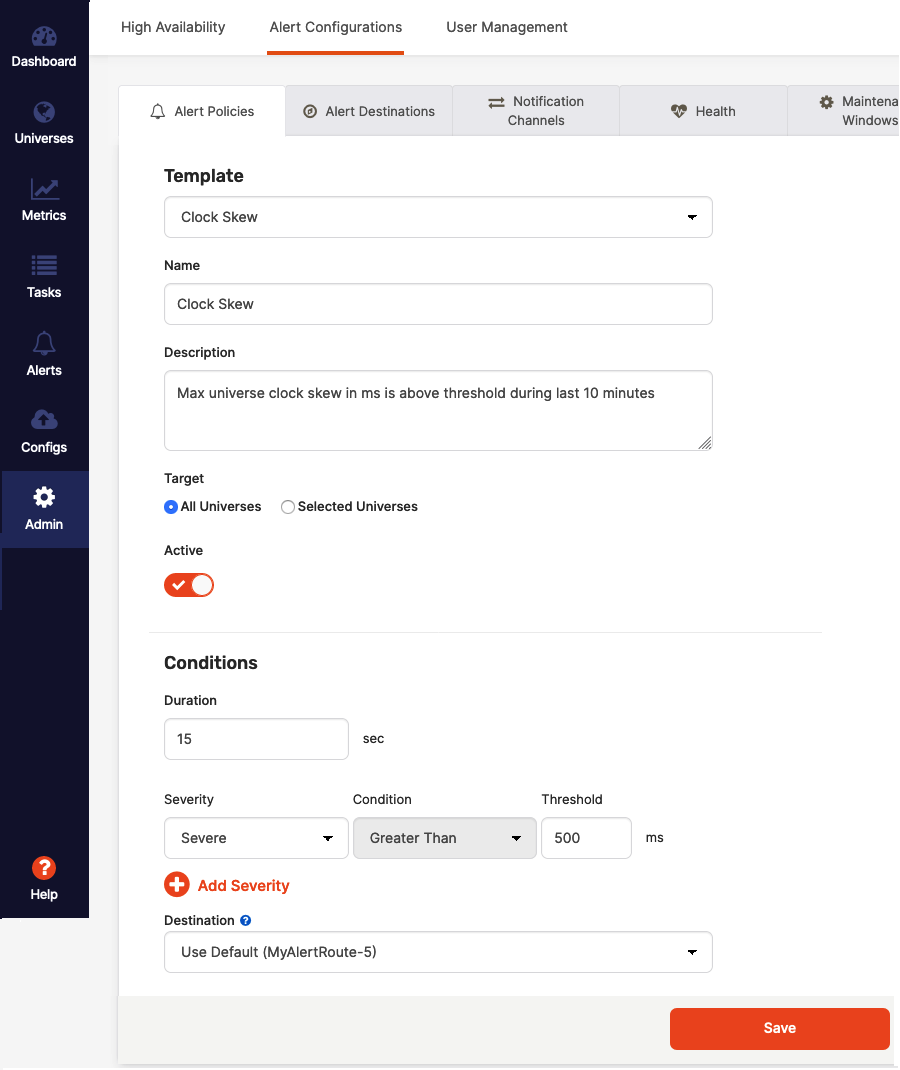 High Availability
Alert Configurations
User Management
Dashboard
Universes
Metrics
Tasks
Alerts
Configs
Admin
?
Help
Alert Policies
Alert Destinations
Notification
Channels
Health
Maintena
Windows
Template
Clock Skew
Name
Clock Skew
Description
Max universe clock skew in ms is above threshold during last 10 minutes
Target
All Universes
Selected Universes
Active
Conditions
Duration
15 sec
Severity Condition Threshold
Severe Greater Than 500 ms
Add Severity
Destination ?
Use Default (MyAlertRoute-5)
Save